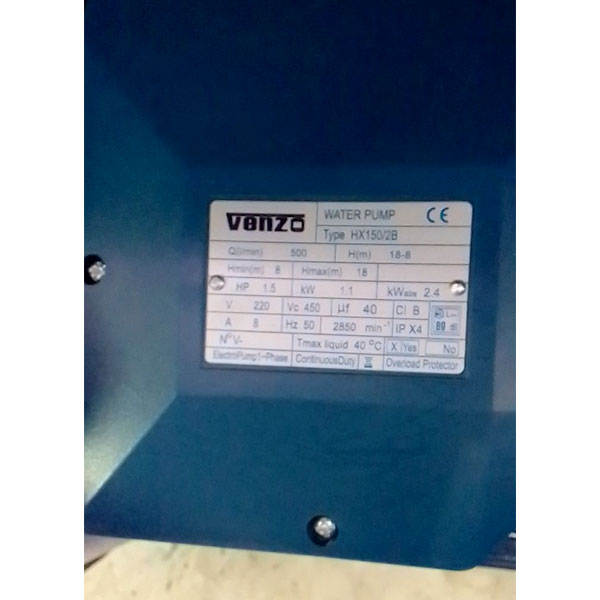 VENZO WATER PUMP CE
Type HX150/2B
Q(l/min) 500 H(m) 18-8
Hmin(m) 8 Hmax(m) 18
HP 1.5 kW 1.1 kWabs 2.4
V 220 Vc 450 µf 40 Cl B
A 8 Hz 50 2850 min⁻¹ IP X4 89 dB
N°V- Tmax liquid 40 °C X Yes No
ElectroPump1-Phase ContinuousDuty Overload Protector